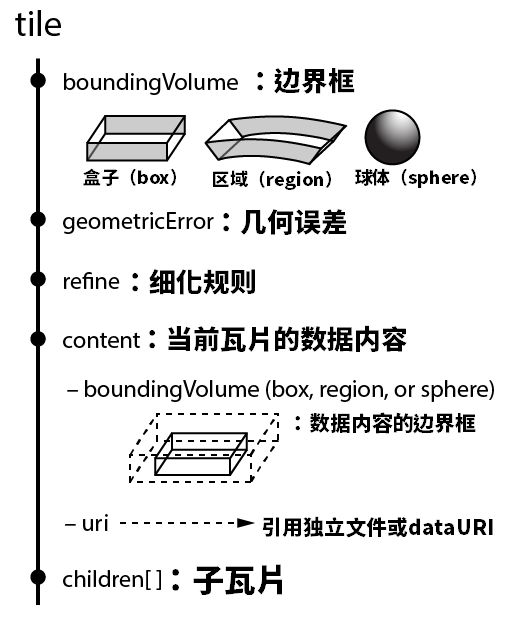 tile
boundingVolume ：边界框
盒子（box） 区域（region） 球体（sphere）
geometricError：几何误差
refine：细化规则
content：当前瓦片的数据内容
– boundingVolume (box, region, or sphere)
：数据内容的边界框
– uri 引用独立文件或dataURI
children[ ]：子瓦片